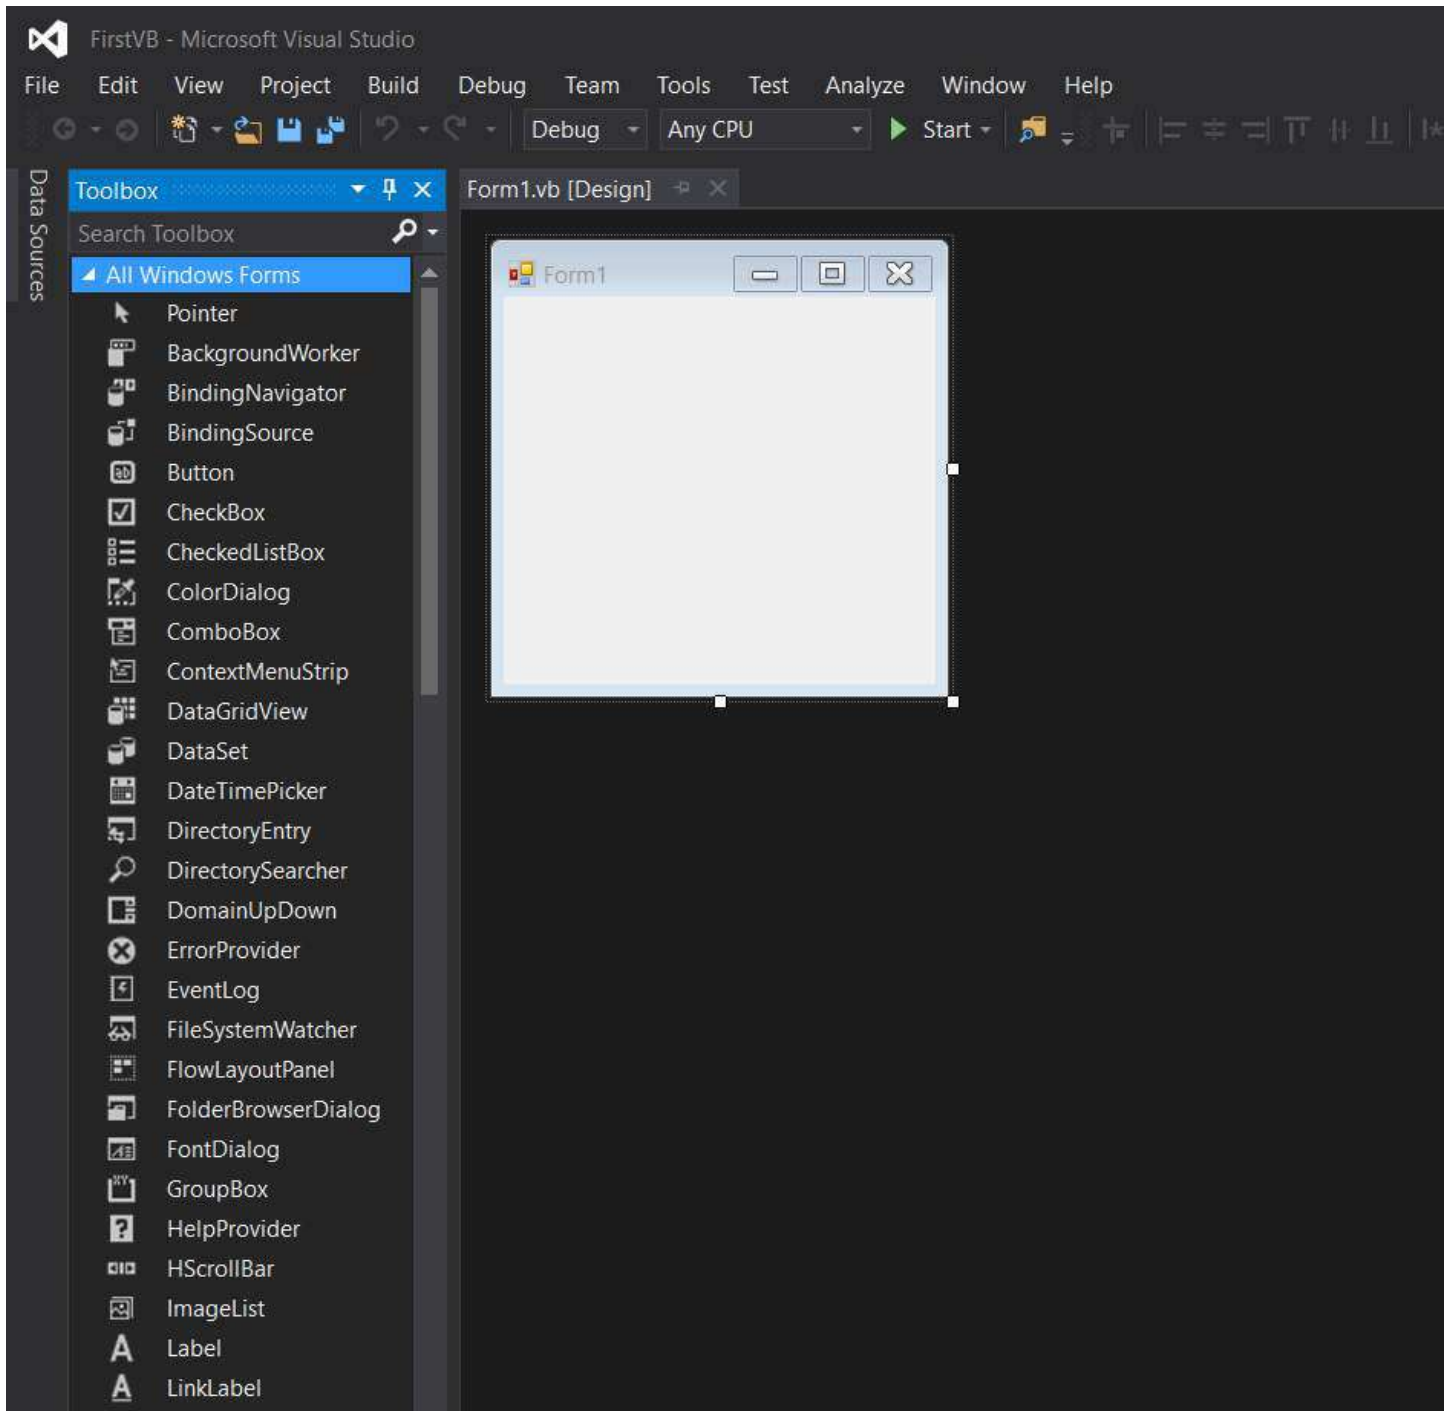 FirstVB - Microsoft Visual Studio
File Edit View Project Build Debug Team Tools Test Analyze Window Help
Debug Any CPU Start
Data Sources
Toolbox
Search Toolbox
All Windows Forms
Pointer
BackgroundWorker
BindingNavigator
BindingSource
Button
CheckBox
CheckedListBox
ColorDialog
ComboBox
ContextMenuStrip
DataGridView
DataSet
DateTimePicker
DirectoryEntry
DirectorySearcher
DomainUpDown
ErrorProvider
EventLog
FileSystemWatcher
FlowLayoutPanel
FolderBrowserDialog
FontDialog
GroupBox
HelpProvider
HScrollBar
ImageList
Label
LinkLabel
Form1.vb [Design]
Form1